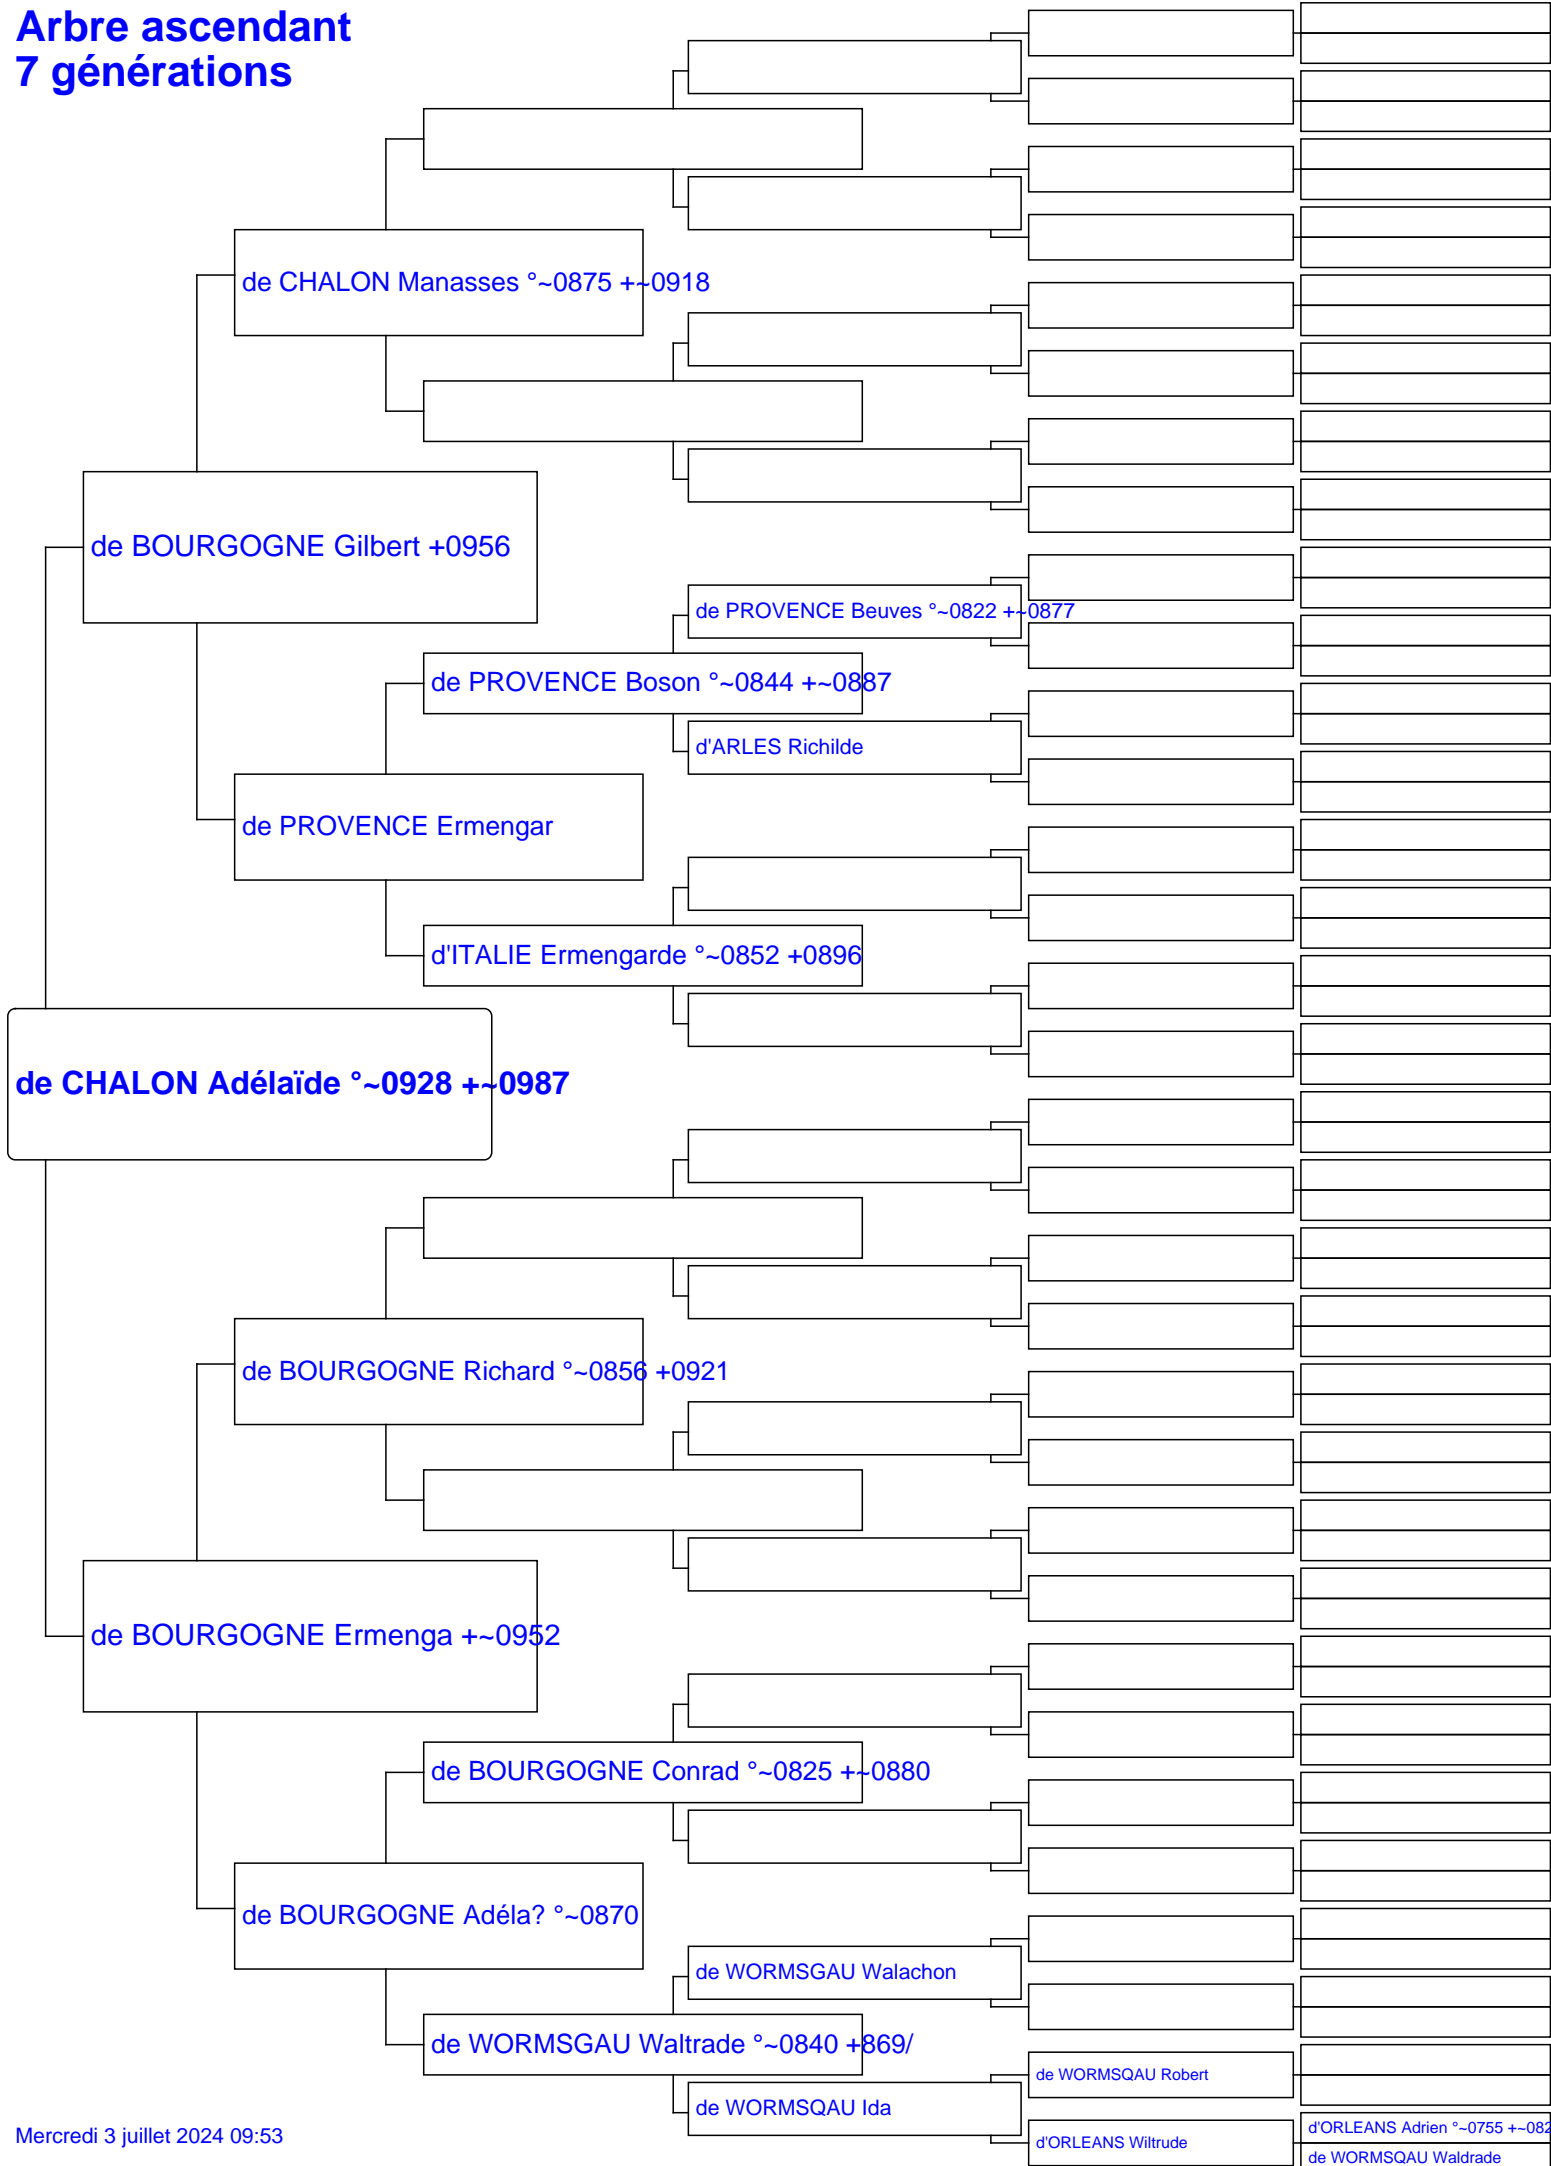 Arbre ascendant
7 générations
de CHALON Manasses °~0875 +~0918
de BOURGOGNE Gilbert +0956
de PROVENCE Beuves °~0822 +~0877
de PROVENCE Boson °~0844 +~0887
d'ARLES Richilde
de PROVENCE Ermengar
d'ITALIE Ermengarde °~0852 +0896
de CHALON Adélaïde °~0928 +~0987
de BOURGOGNE Richard °~0856 +0921
de BOURGOGNE Ermenga +~0952
de BOURGOGNE Conrad °~0825 +~0880
de BOURGOGNE Adéla? °~0870
de WORMSGAU Walachon
de WORMSGAU Waltrade °~0840 +869/
de WORMSQAU Robert
de WORMSQAU Ida
d'ORLEANS Adrien °~0755 +~082
d'ORLEANS Wiltrude
de WORMSQAU Waldrade
Mercredi 3 juillet 2024 09:53